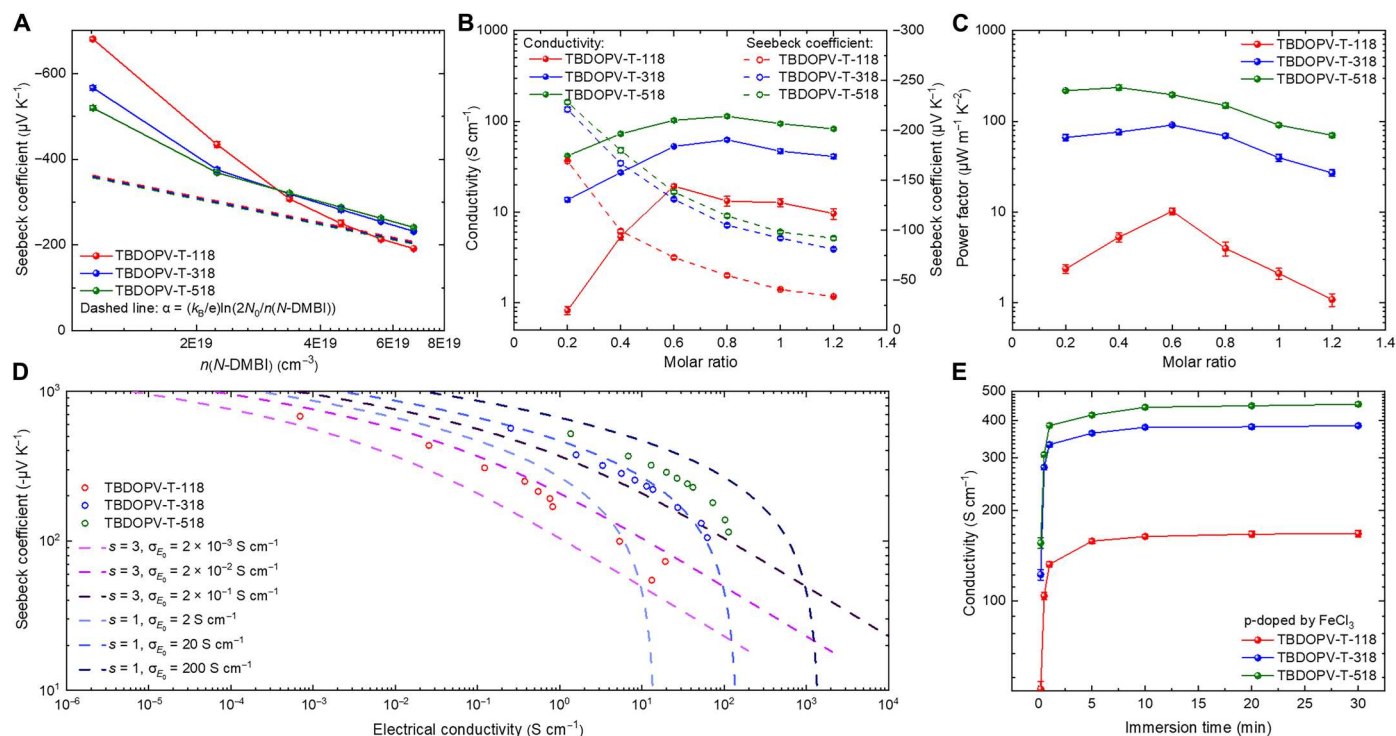 A
Seebeck coefficient (μV K⁻¹)
−600
−400
−200
0
TBDOPV-T-118
TBDOPV-T-318
TBDOPV-T-518
Dashed line: α = (k_B/e)ln(2N₀/n(N-DMBI))
2E19 4E19 6E19 8E19
n(N-DMBI) (cm⁻³)
B
Conductivity (S cm⁻¹)
1000
100
10
1
Conductivity:
TBDOPV-T-118
TBDOPV-T-318
TBDOPV-T-518
Seebeck coefficient:
TBDOPV-T-118
TBDOPV-T-318
TBDOPV-T-518
−300
−250
−200
−150
−100
−50
0
Seebeck coefficient (μV K⁻¹)
0.0 0.2 0.4 0.6 0.8 1.0 1.2 1.4
Molar ratio
C
Power factor (μW m⁻¹ K⁻²)
1000
100
10
1
TBDOPV-T-118
TBDOPV-T-318
TBDOPV-T-518
0.0 0.2 0.4 0.6 0.8 1.0 1.2 1.4
Molar ratio
D
Seebeck coefficient (-μV K⁻¹)
10³
10²
10¹
TBDOPV-T-118
TBDOPV-T-318
TBDOPV-T-518
s = 3, σ_E₀ = 2 × 10⁻³ S cm⁻¹
s = 3, σ_E₀ = 2 × 10⁻² S cm⁻¹
s = 3, σ_E₀ = 2 × 10⁻¹ S cm⁻¹
s = 1, σ_E₀ = 2 S cm⁻¹
s = 1, σ_E₀ = 20 S cm⁻¹
s = 1, σ_E₀ = 200 S cm⁻¹
10⁻⁶ 10⁻⁵ 10⁻⁴ 10⁻³ 10⁻² 10⁻¹ 10⁰ 10¹ 10² 10³ 10⁴
Electrical conductivity (S cm⁻¹)
E
Conductivity (S cm⁻¹)
500
400
300
200
100
p-doped by FeCl₃
TBDOPV-T-118
TBDOPV-T-318
TBDOPV-T-518
0 5 10 15 20 25 30
Immersion time (min)